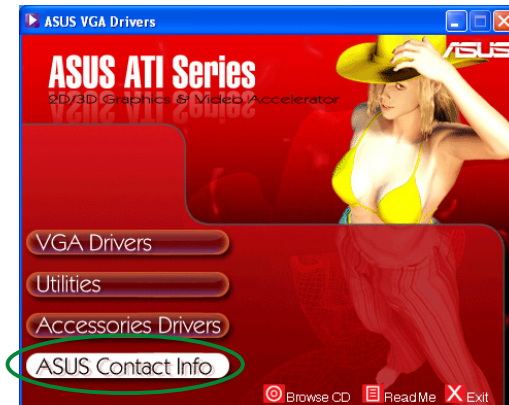 ASUS VGA Drivers
ASUS
ASUS ATI Series
2D/3D Graphics & Video Accelerator
VGA Drivers
Utilities
Accessories Drivers
ASUS Contact Info
Browse CD ReadMe Exit